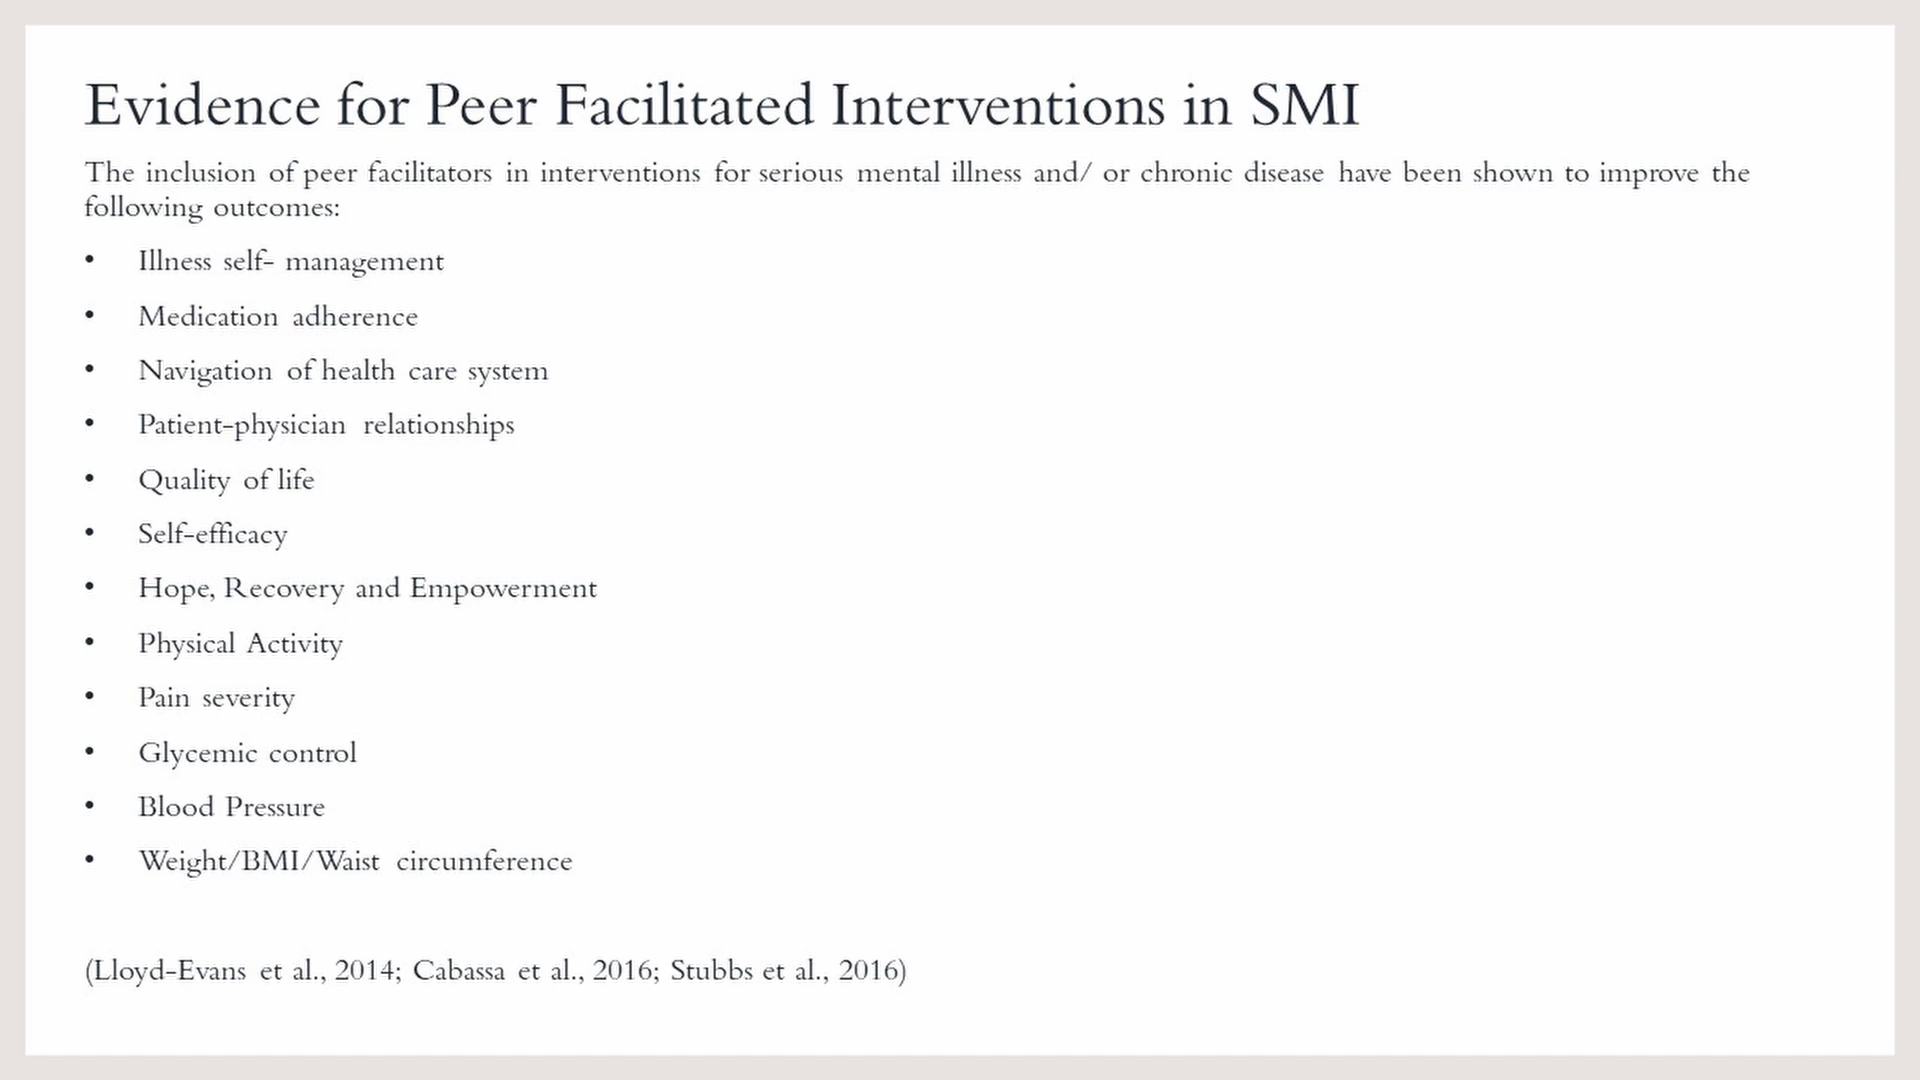 Evidence for Peer Facilitated Interventions in SMI
The inclusion of peer facilitators in interventions for serious mental illness and/ or chronic disease have been shown to improve the
following outcomes:
• Illness self- management
• Medication adherence
• Navigation of health care system
• Patient-physician relationships
• Quality of life
• Self-efficacy
• Hope, Recovery and Empowerment
• Physical Activity
• Pain severity
• Glycemic control
• Blood Pressure
• Weight/BMI/Waist circumference
(Lloyd-Evans et al., 2014; Cabassa et al., 2016; Stubbs et al., 2016)